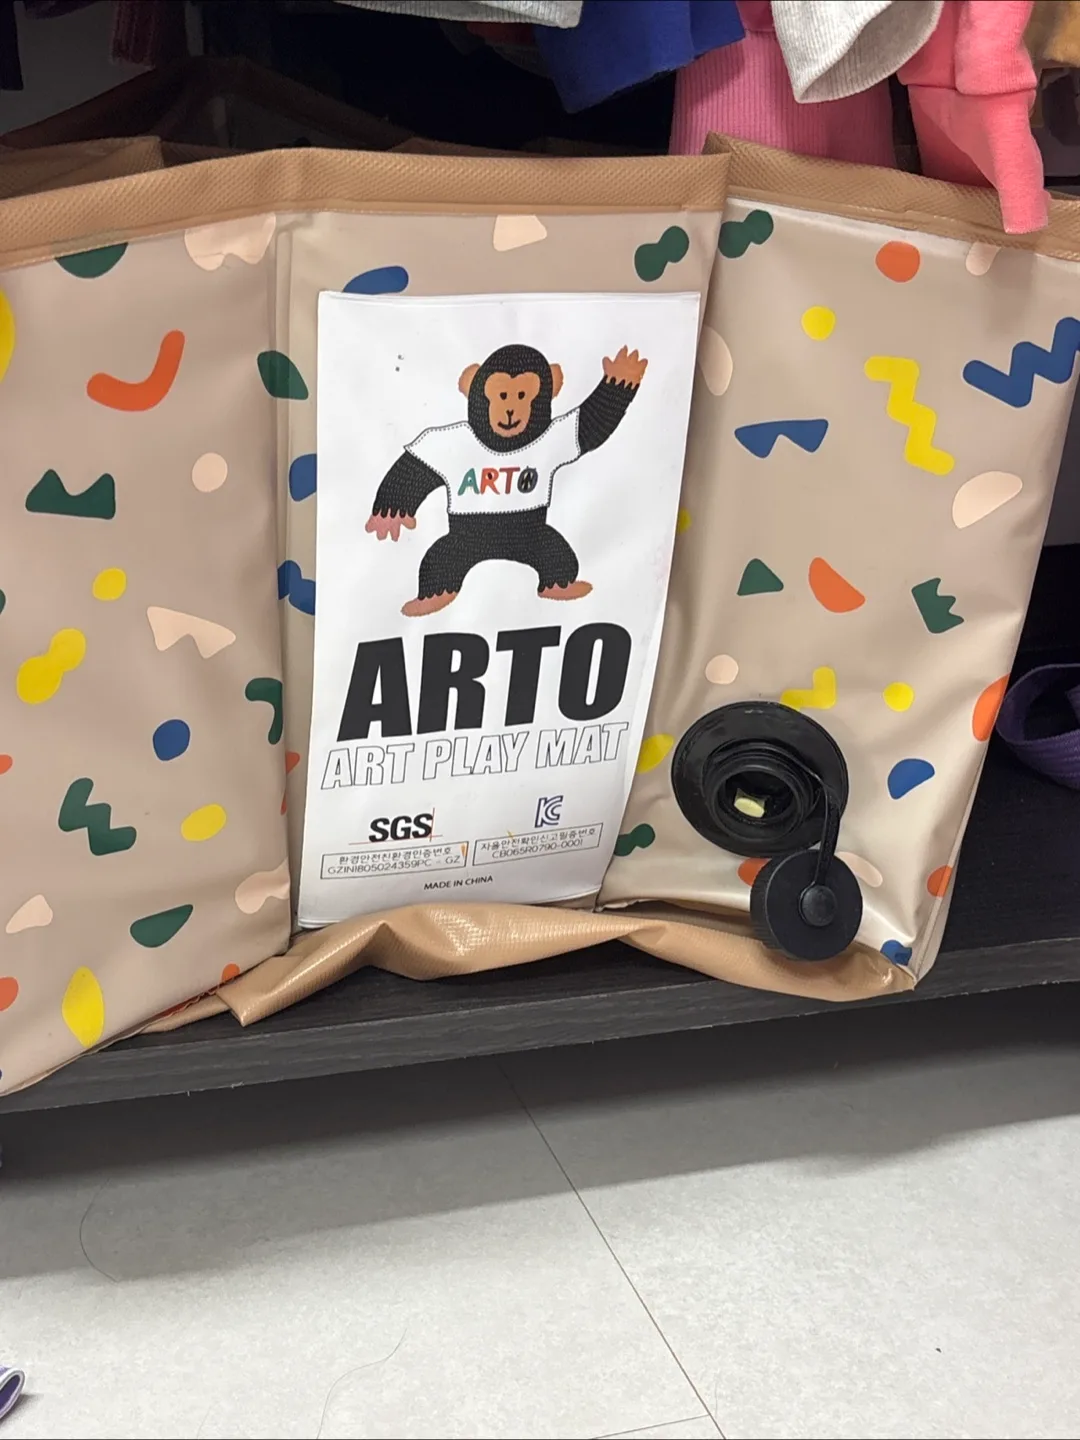 ARTO
ARTO
ART PLAY MAT
SGS
환경안전친환경인증번호
GZIN1805024359PC - GZ
KC
자율안전확인신고필증번호
CB065R0790-0001
MADE IN CHINA